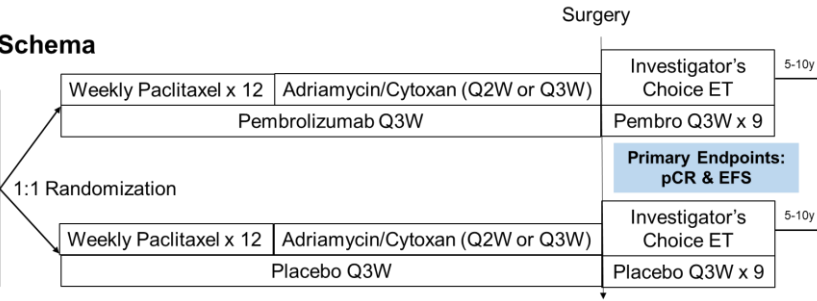 Surgery
Schema
Weekly Paclitaxel x 12
Adriamycin/Cytoxan (Q2W or Q3W)
Investigator's
Choice ET
5-10y
Pembrolizumab Q3W
Pembro Q3W x 9
Primary Endpoints:
pCR & EFS
1:1 Randomization
Weekly Paclitaxel x 12
Adriamycin/Cytoxan (Q2W or Q3W)
Investigator's
Choice ET
5-10y
Placebo Q3W
Placebo Q3W x 9